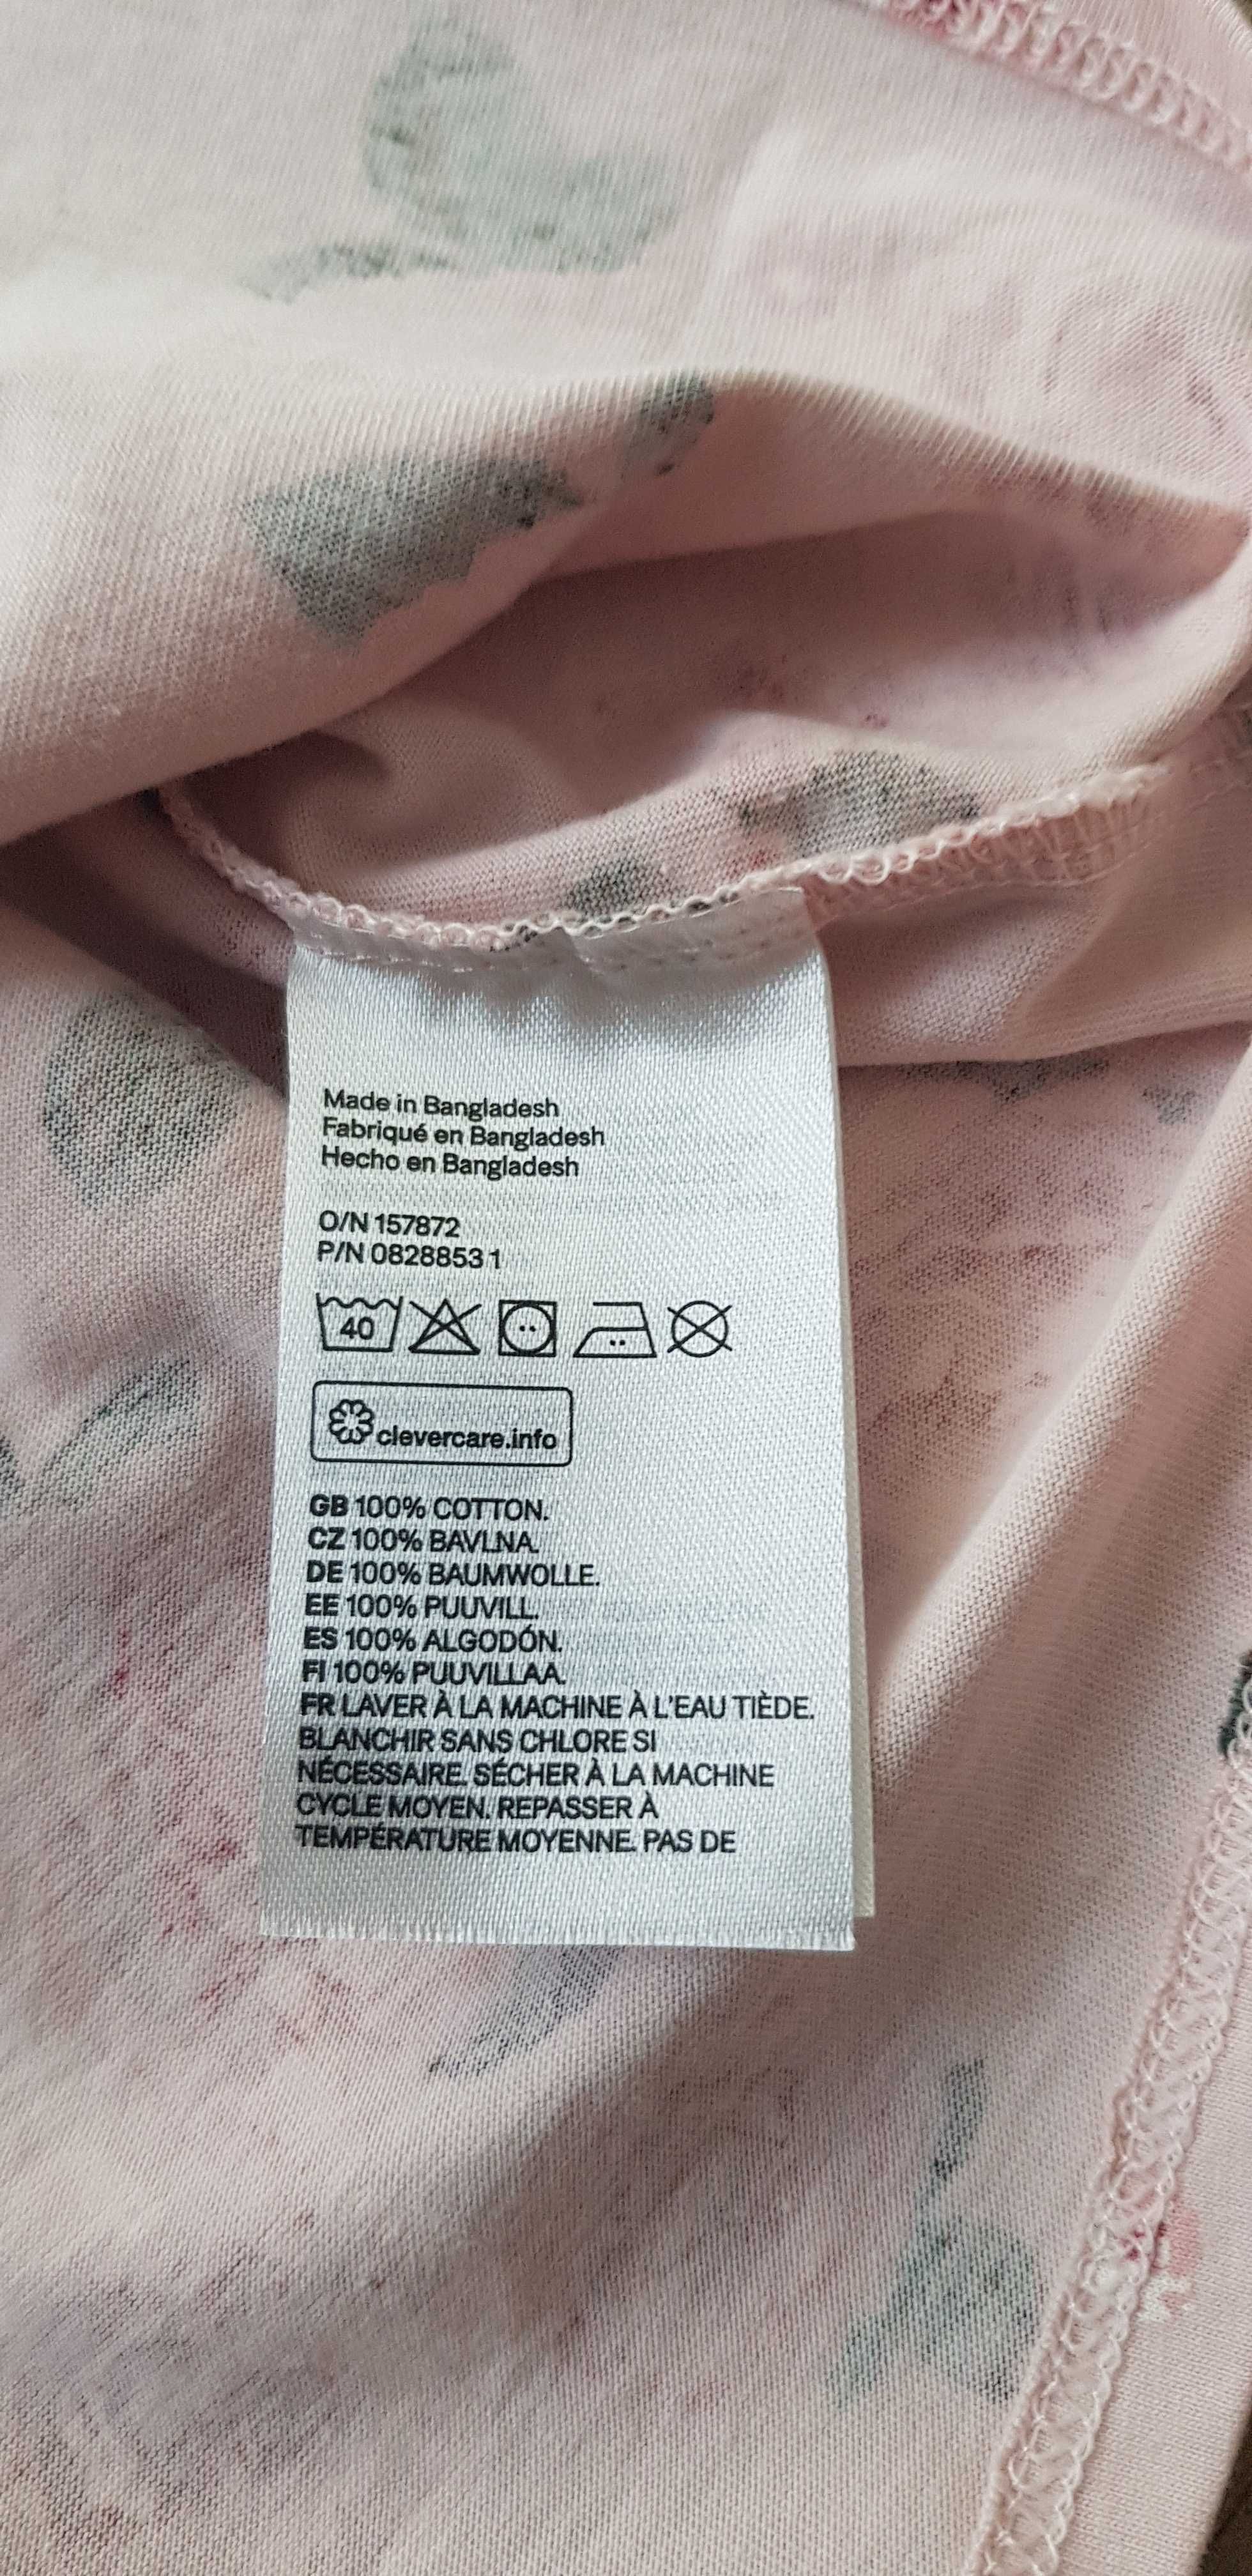 Made in Bangladesh
Fabriqué en Bangladesh
Hecho en Bangladesh
O/N 157872
P/N 0828853 1
40
clevercare.info
GB 100% COTTON.
CZ 100% BAVLNA.
DE 100% BAUMWOLLE.
EE 100% PUUVILL.
ES 100% ALGODÓN.
FI 100% PUUVILLAA.
FR LAVER À LA MACHINE À L'EAU TIÈDE.
BLANCHIR SANS CHLORE SI
NÉCESSAIRE. SÉCHER À LA MACHINE
CYCLE MOYEN. REPASSER À
TEMPÉRATURE MOYENNE. PAS DE